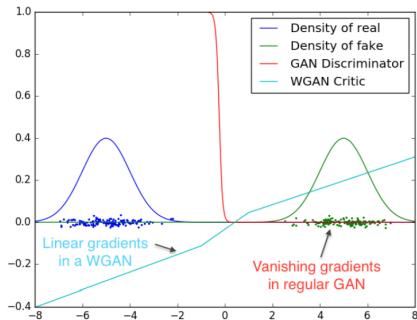 1.0
0.8
0.6
0.4
0.2
0.0
−0.2
−0.4
−8
−6
−4
−2
0
2
4
6
8
Density of real
Density of fake
GAN Discriminator
WGAN Critic
Linear gradients
in a WGAN
Vanishing gradients
in regular GAN